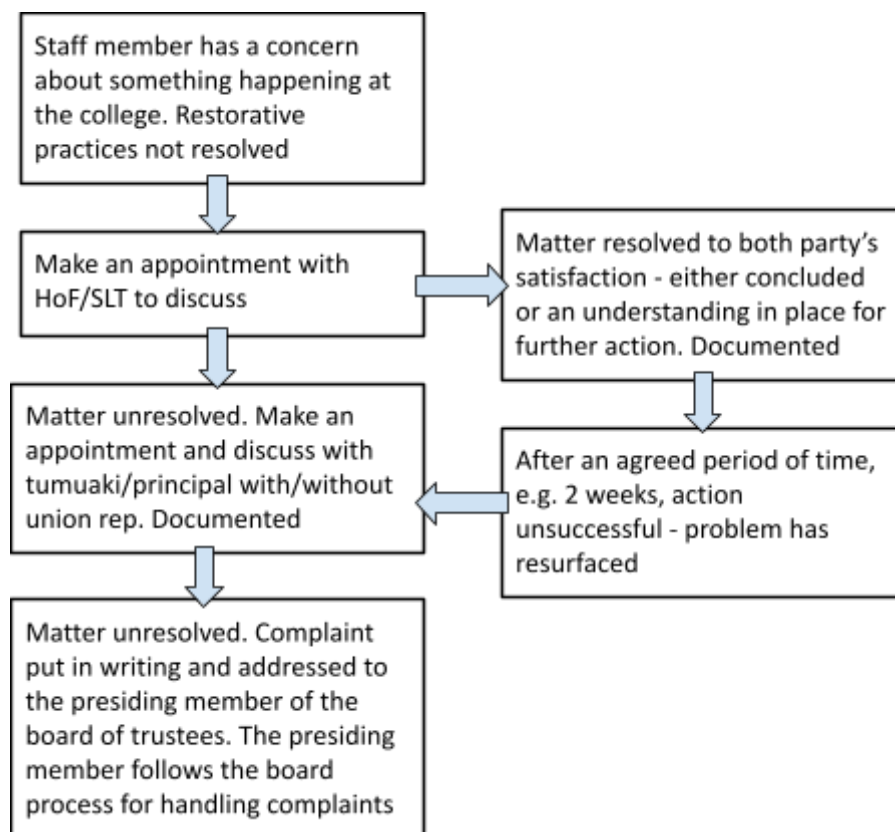 Staff member has a concern
about something happening at
the college. Restorative
practices not resolved
Make an appointment with
HoF/SLT to discuss
Matter resolved to both party’s
satisfaction - either concluded
or an understanding in place for
further action. Documented
Matter unresolved. Make an
appointment and discuss with
tumuaki/principal with/without
union rep. Documented
After an agreed period of time,
e.g. 2 weeks, action
unsuccessful - problem has
resurfaced
Matter unresolved. Complaint
put in writing and addressed to
the presiding member of the
board of trustees. The presiding
member follows the board
process for handling complaints